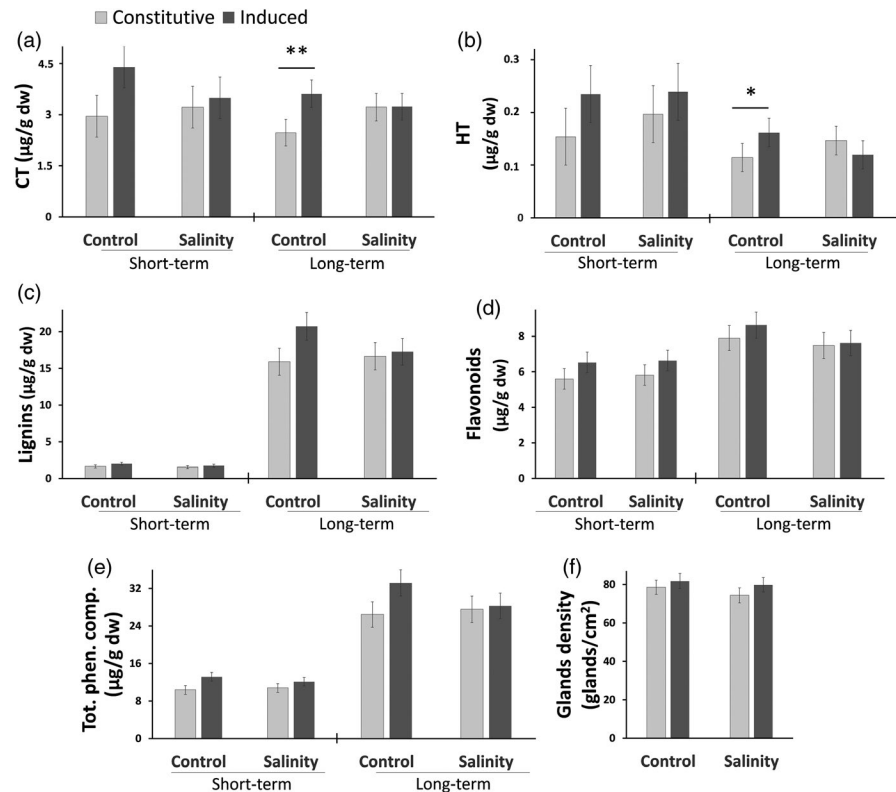 Constitutive Induced
(a)
CT (µg/g dw)
4.5
3
1.5
0
**
Control Salinity Control Salinity
Short-term Long-term
(b)
HT
(µg/g dw)
0.3
0.2
0.1
0
*
Control Salinity Control Salinity
Short-term Long-term
(c)
Lignins (µg/g dw)
20
15
10
5
0
Control Salinity Control Salinity
Short-term Long-term
(d)
Flavonoids
(µg/g dw)
8
6
4
2
0
Control Salinity Control Salinity
Short-term Long-term
(e)
Tot. phen. comp.
(µg/g dw)
32
24
16
8
0
Control Salinity Control Salinity
Short-term Long-term
(f)
Glands density
(glands/cm²)
80
60
40
20
0
Control Salinity